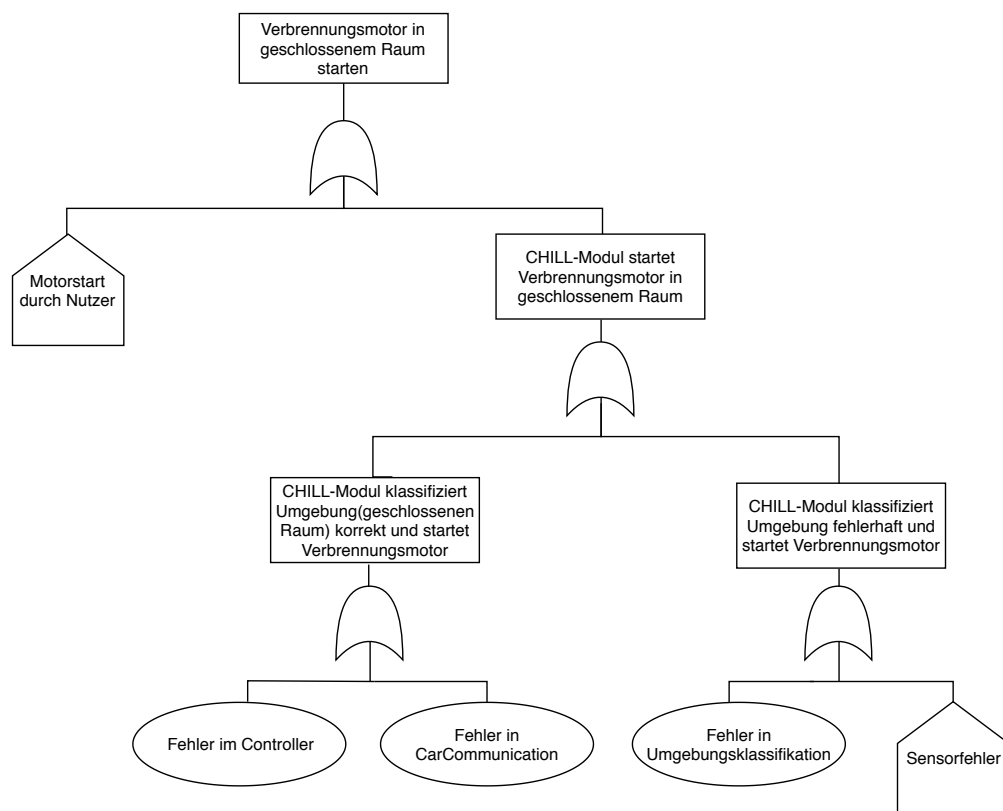 Verbrennungsmotor in
geschlossenem Raum
starten
Motorstart
durch Nutzer
CHILL-Modul startet
Verbrennungsmotor in
geschlossenem Raum
CHILL-Modul klassifiziert
Umgebung(geschlossenen
Raum) korrekt und startet
Verbrennungsmotor
CHILL-Modul klassifiziert
Umgebung fehlerhaft und
startet Verbrennungsmotor
Fehler im Controller
Fehler in
CarCommunication
Fehler in
Umgebungsklassifikation
Sensorfehler